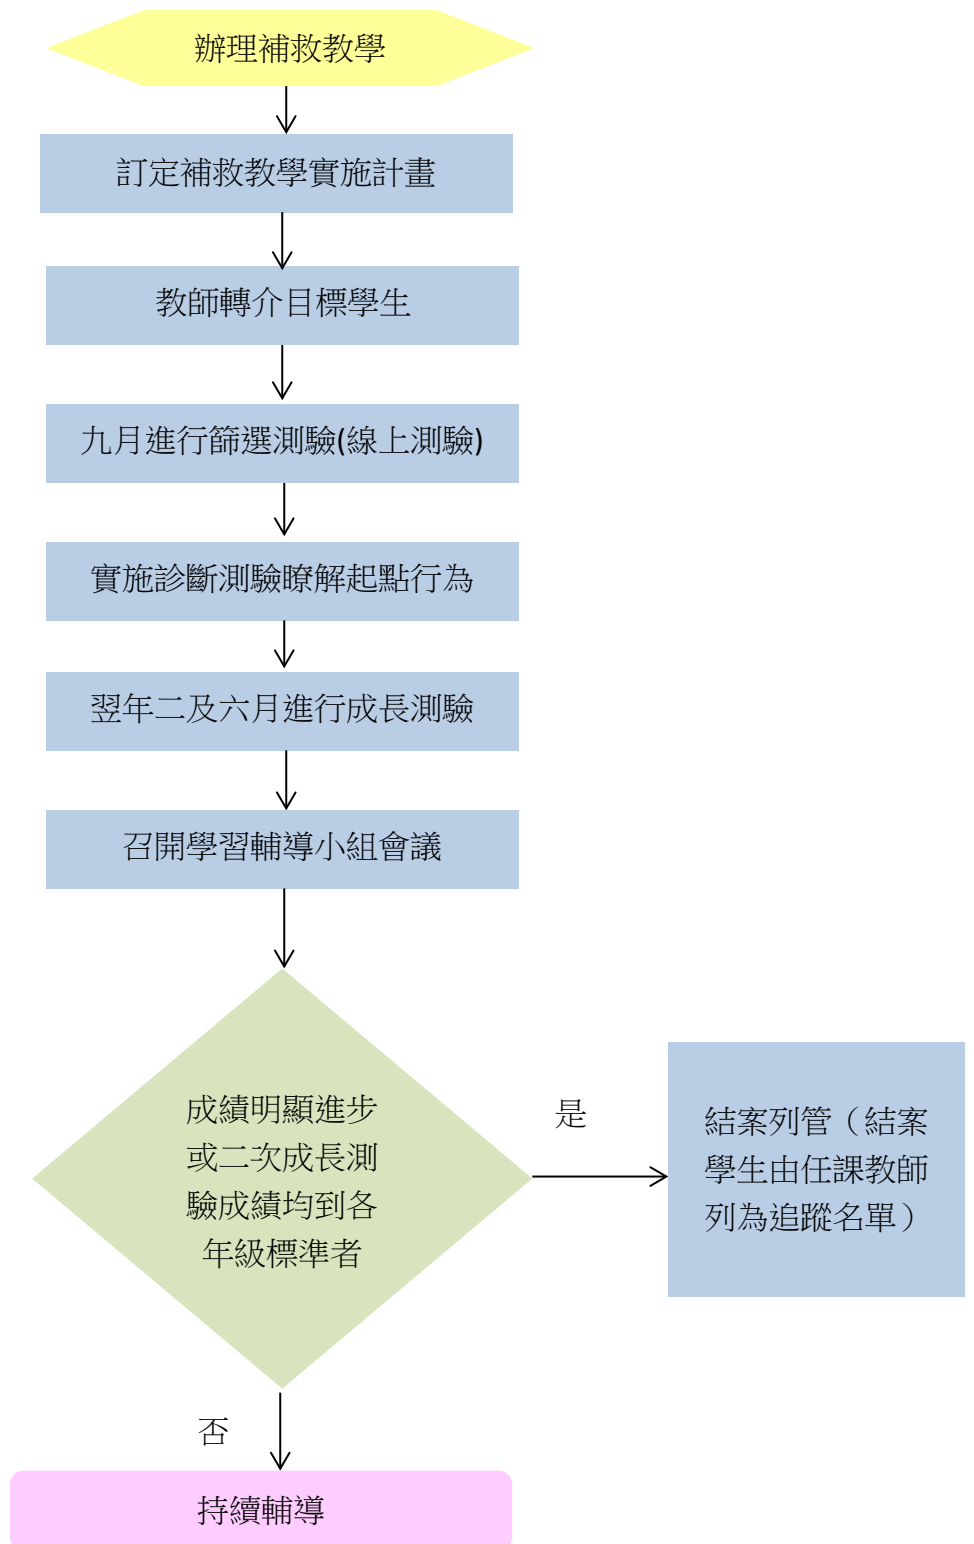 辦理補救教學
訂定補救教學實施計畫
教師轉介目標學生
九月進行篩選測驗(線上測驗)
實施診斷測驗瞭解起點行為
翌年二及六月進行成長測驗
召開學習輔導小組會議
成績明顯進步
或二次成長測
驗成績均到各
年級標準者
是
結案列管（結案
學生由任課教師
列為追蹤名單）
否
持續輔導